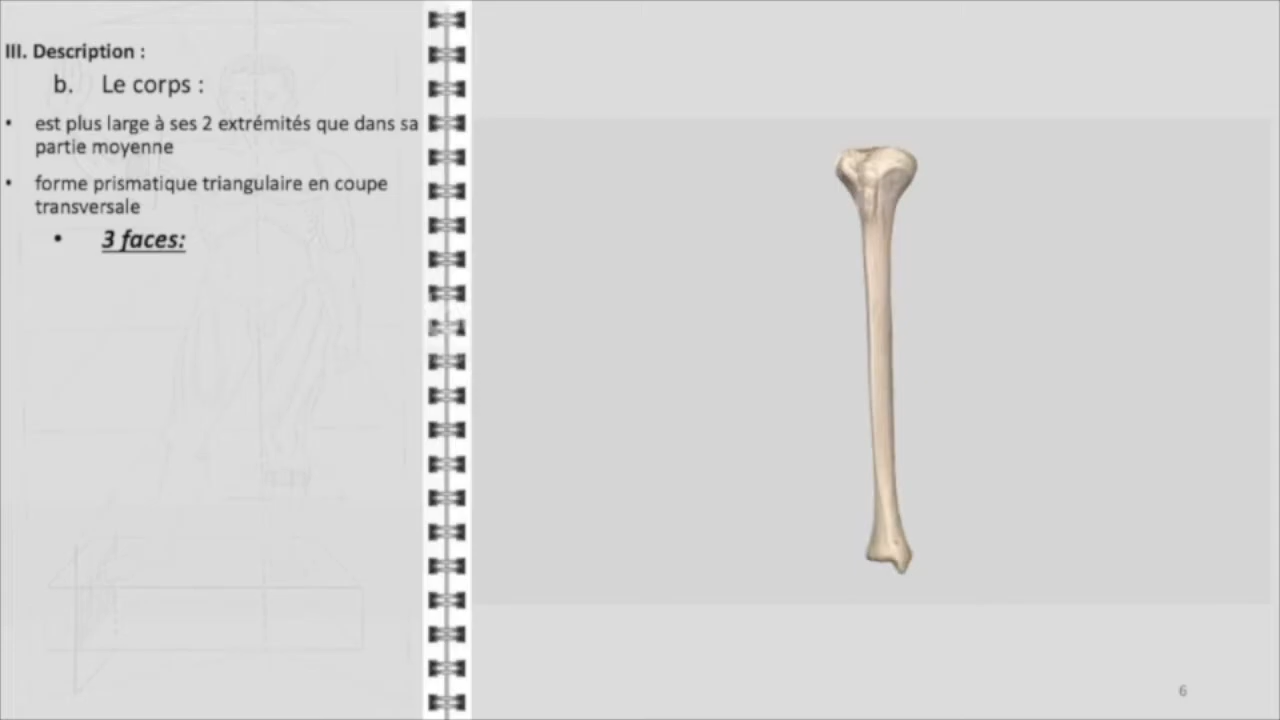 III. Description :
b. Le corps :
• est plus large à ses 2 extrémités que dans sa
partie moyenne
• forme prismatique triangulaire en coupe
transversale
• 3 faces:
6